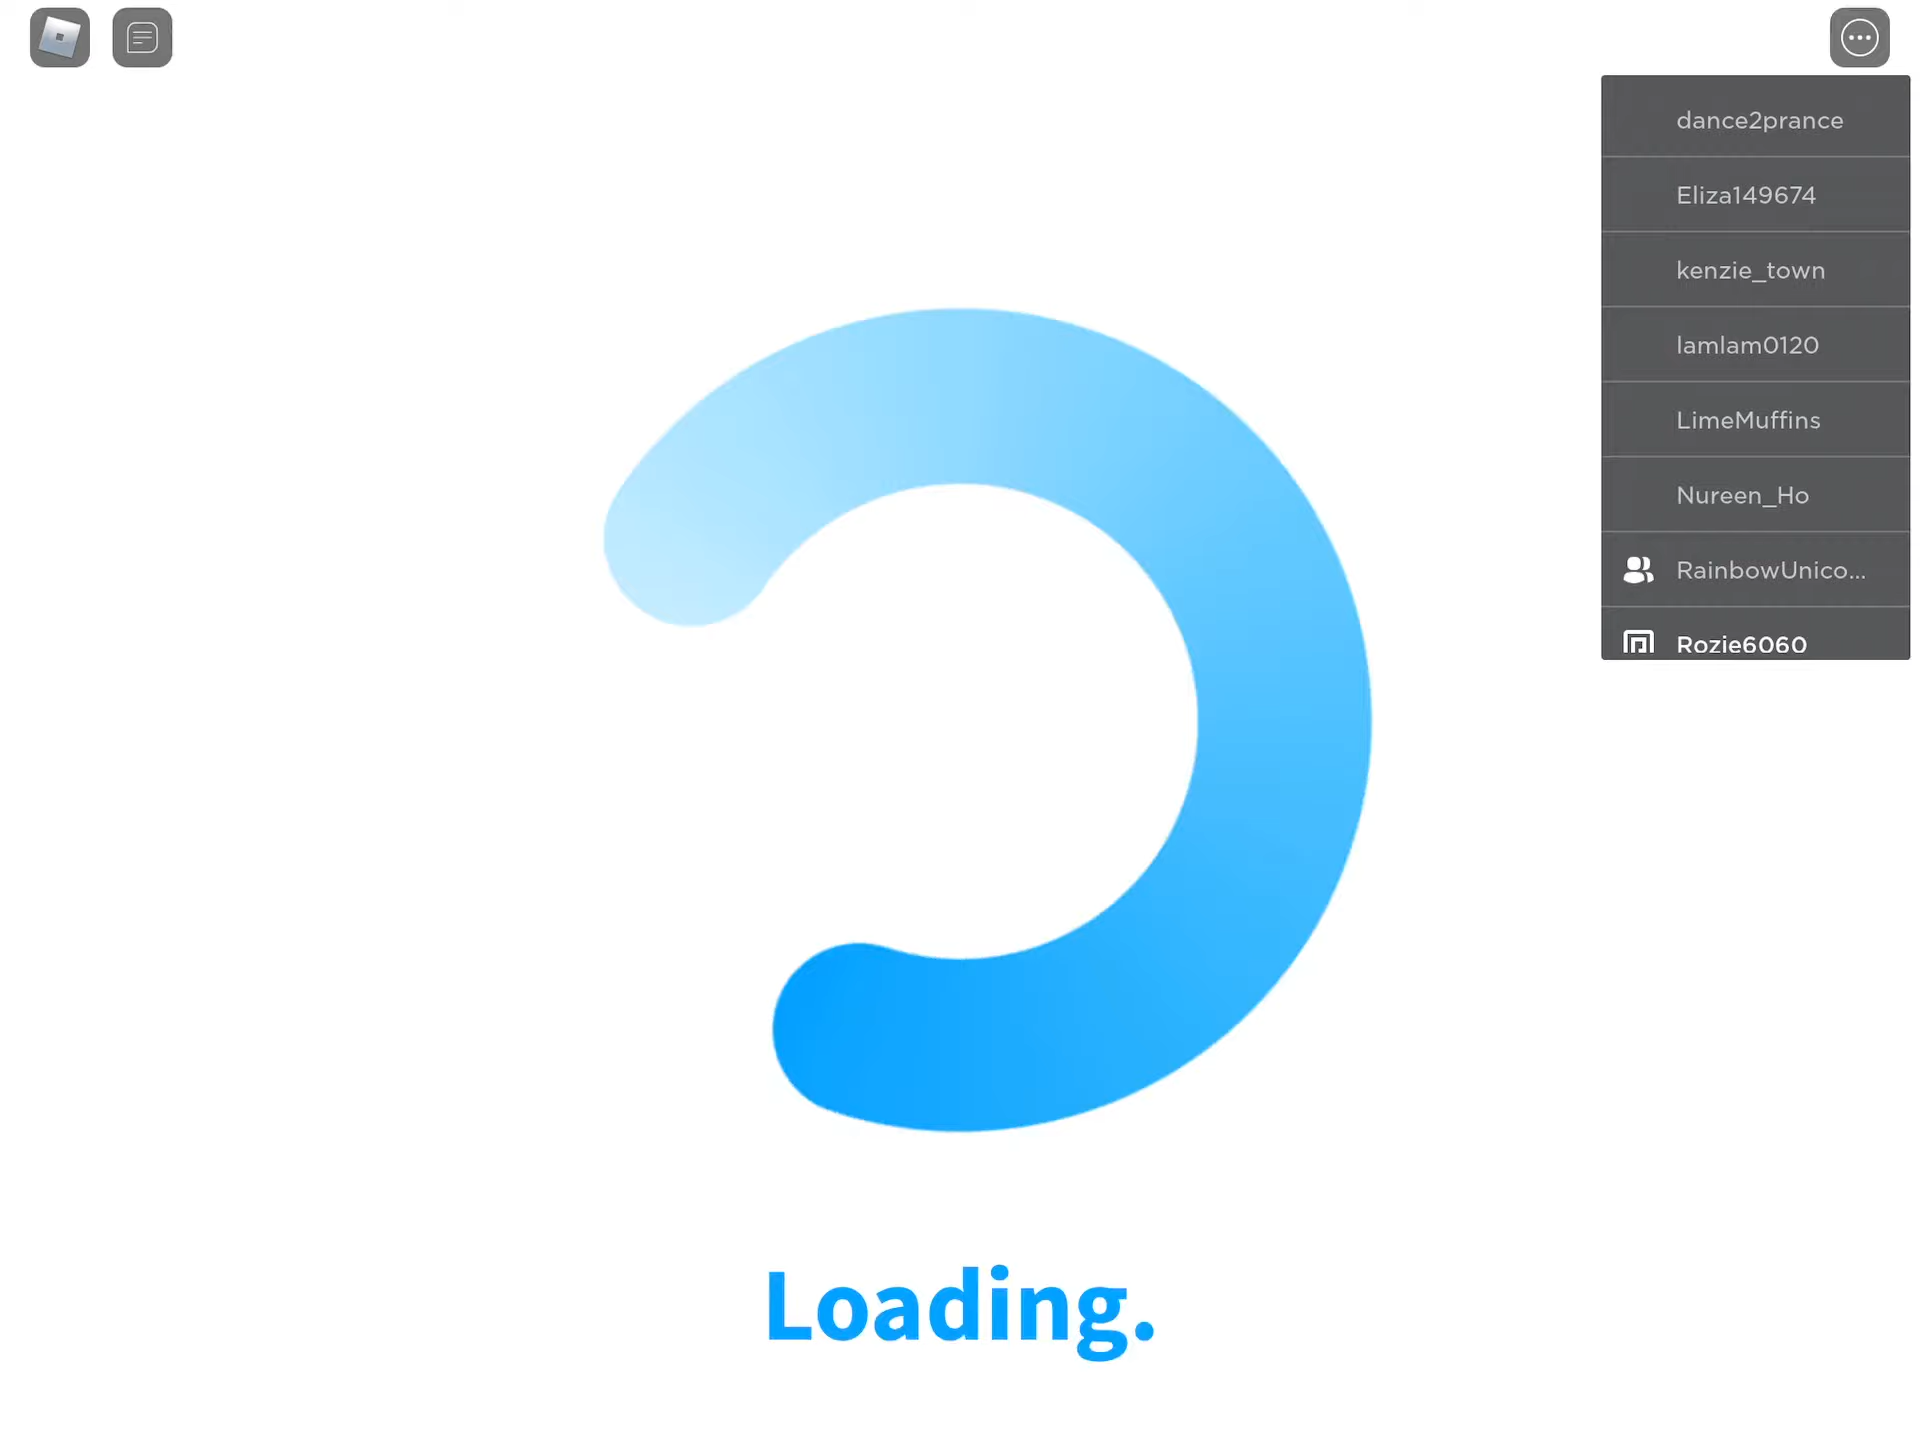 dance2prance
Eliza149674
kenzie_town
lamlam0120
LimeMuffins
Nureen_Ho
RainbowUnico...
Rozie6060
Loading.